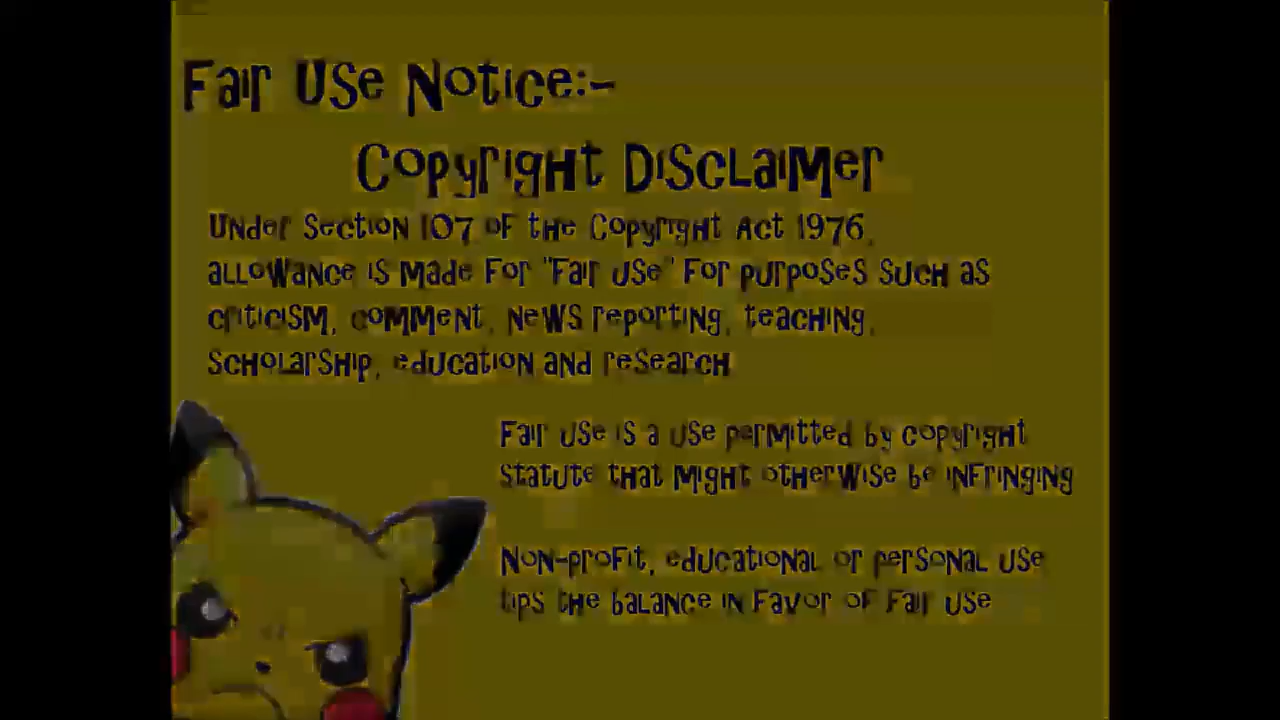 Fair Use Notice:-
Copyright Disclaimer
Under Section 107 of the Copyright Act 1976,
allowance is made for "Fair Use" for purposes such as
criticism, comment, news reporting, teaching,
scholarship, education and research
Fair use is a use permitted by copyright
statute that might otherwise be infringing
Non-profit, educational or personal use
tips the balance in favor of fair use